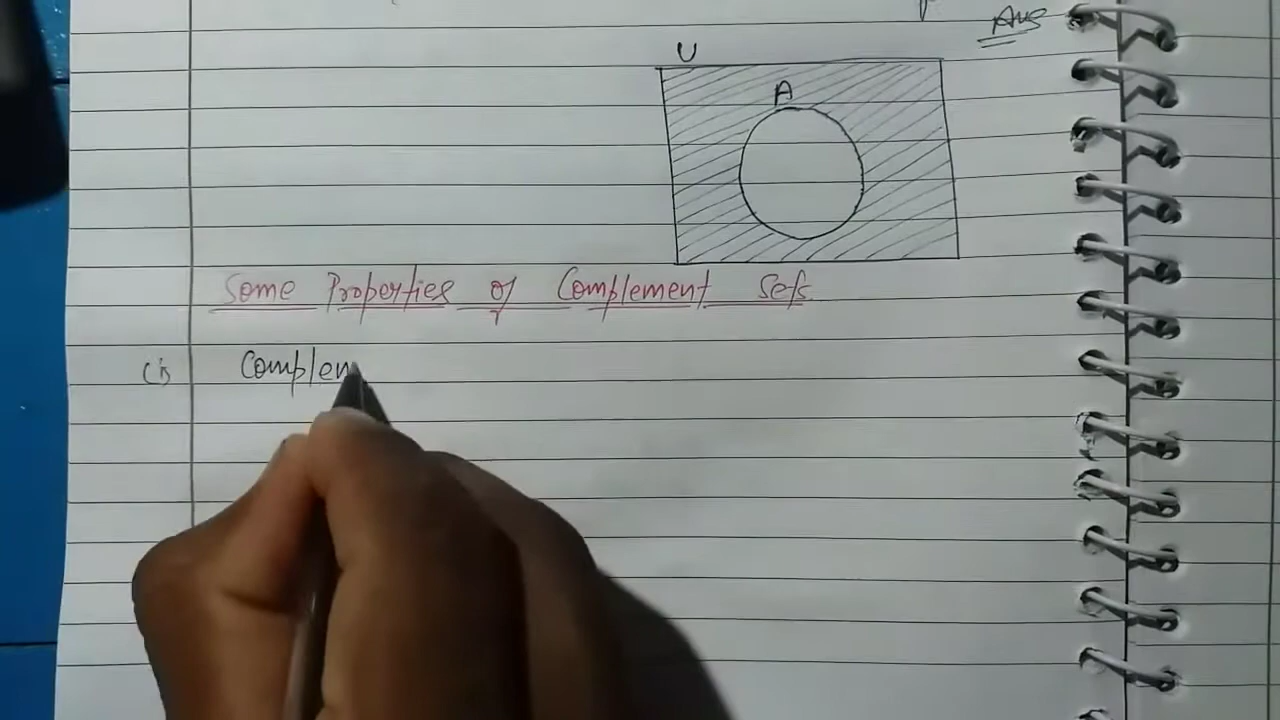 Ans
U
A
Some Properties of Complement Sets
(i) Complem